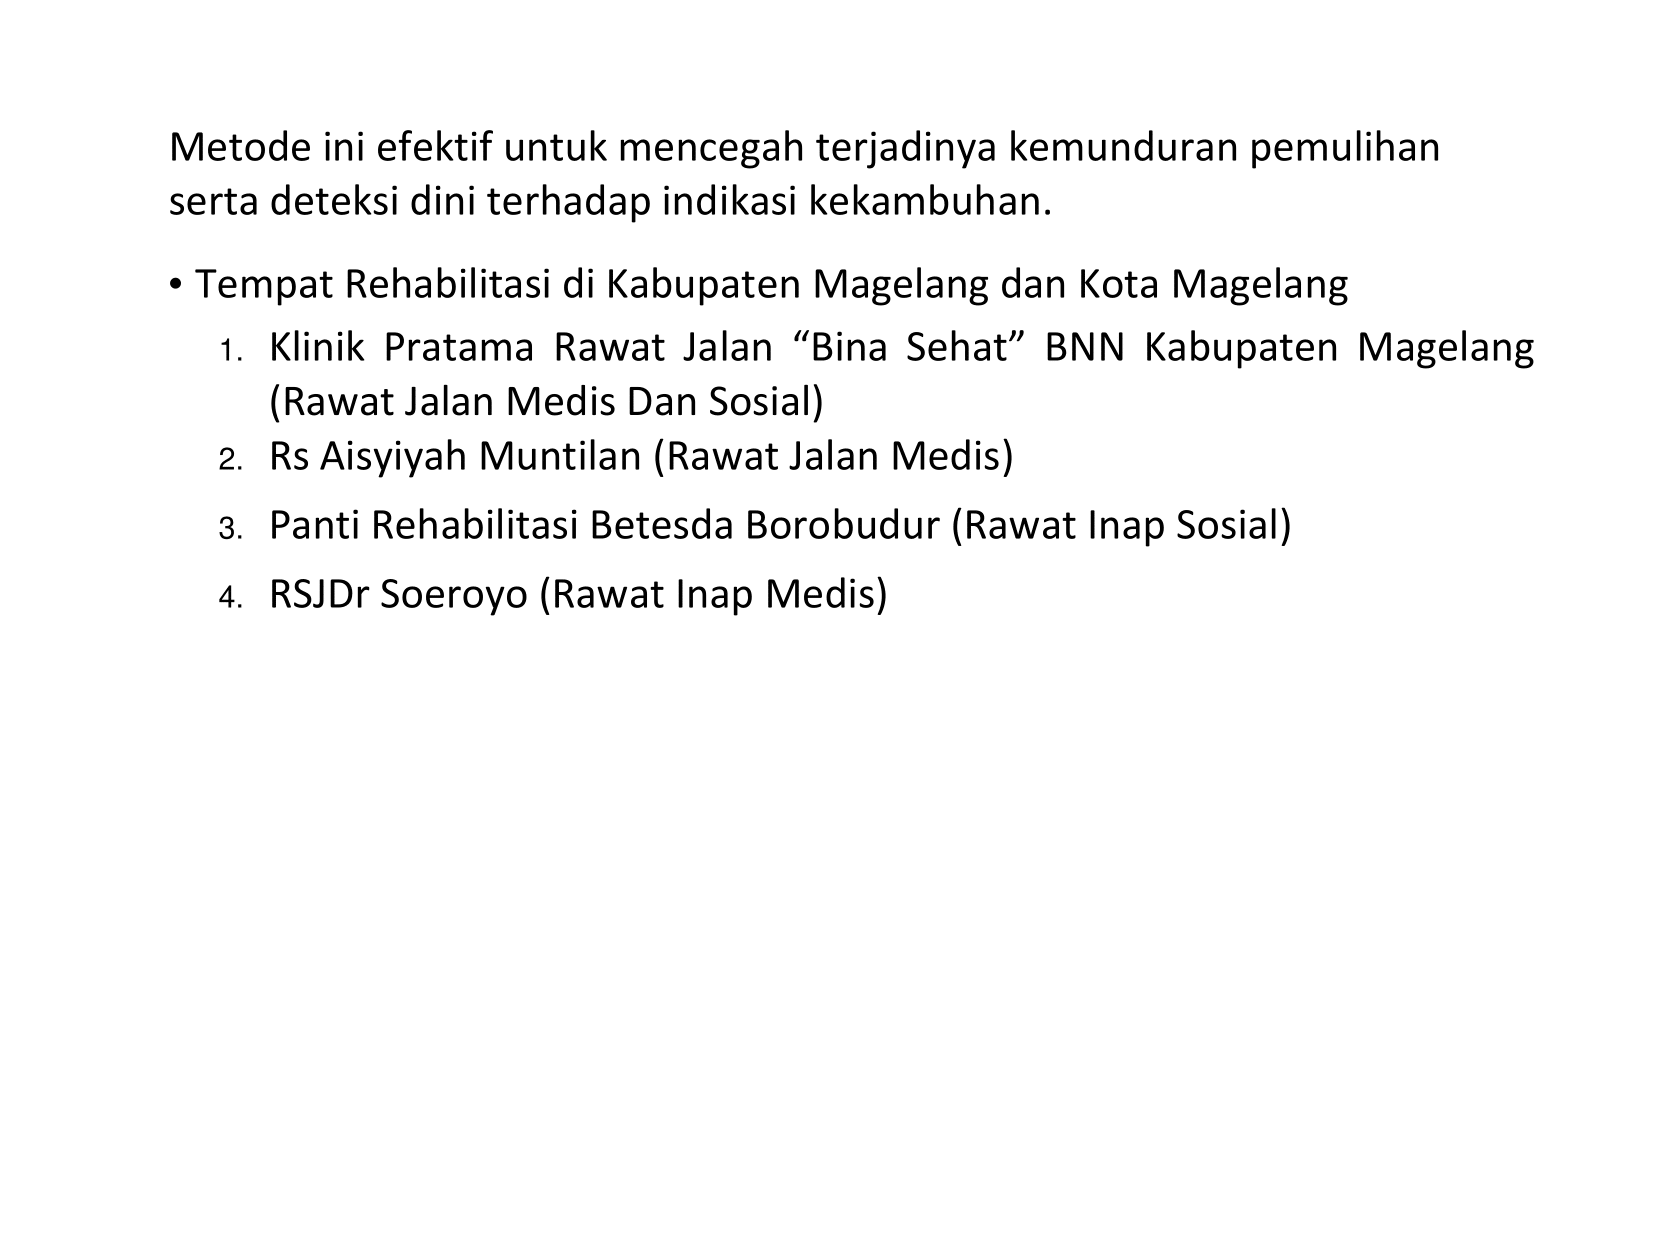 Metode ini efektif untuk mencegah terjadinya kemunduran pemulihan
serta deteksi dini terhadap indikasi kekambuhan.
• Tempat Rehabilitasi di Kabupaten Magelang dan Kota Magelang
1. Klinik Pratama Rawat Jalan “Bina Sehat” BNN Kabupaten Magelang
(Rawat Jalan Medis Dan Sosial)
2. Rs Aisyiyah Muntilan (Rawat Jalan Medis)
3. Panti Rehabilitasi Betesda Borobudur (Rawat Inap Sosial)
4. RSJDr Soeroyo (Rawat Inap Medis)